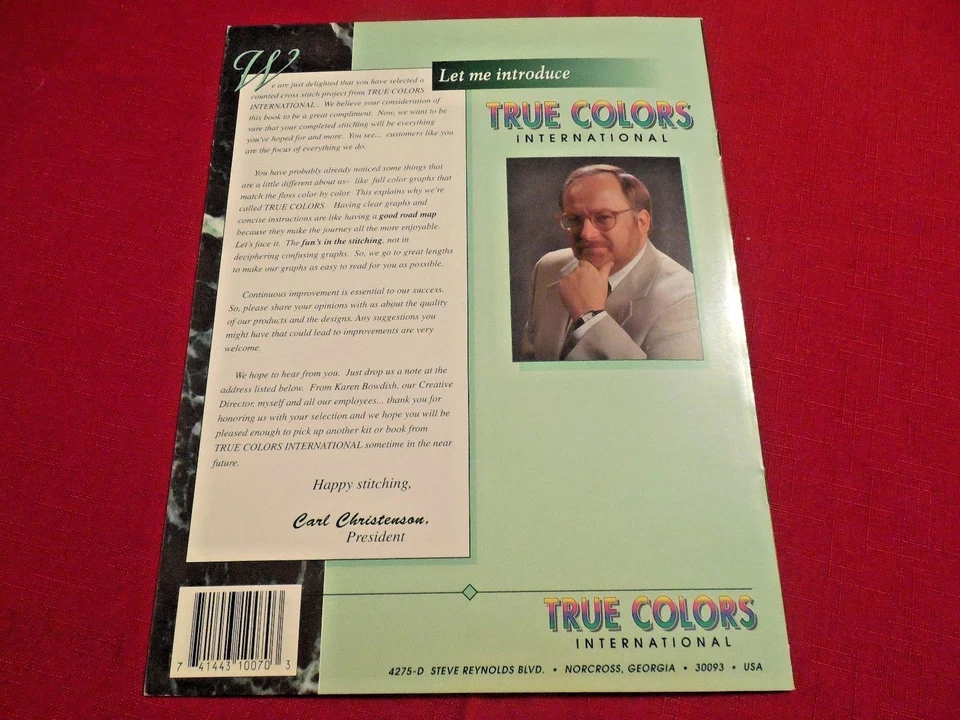 We are just delighted that you have selected a
counted cross stitch project from TRUE COLORS
INTERNATIONAL. We believe your consideration of
this book to be a great compliment. Now, we want to be
sure that your completed stitching will be everything
you've hoped for and more. You see... customers like you
are the focus of everything we do.
You have probably already noticed some things that
are a little different about us- like full color graphs that
match the floss color by color. This explains why we're
called TRUE COLORS. Having clear graphs and
concise instructions are like having a good road map
because they make the journey all the more enjoyable.
Let's face it. The fun's in the stitching, not in
deciphering confusing graphs. So, we go to great lengths
to make our graphs as easy to read for you as possible.
Continuous improvement is essential to our success.
So, please share your opinions with us about the quality
of our products and the designs. Any suggestions you
might have that could lead to improvements are very
welcome.
We hope to hear from you. Just drop us a note at the
address listed below. From Karen Bowdish, our Creative
Director, myself and all our employees... thank you for
honoring us with your selection and we hope you will be
pleased enough to pick up another kit or book from
TRUE COLORS INTERNATIONAL sometime in the near
future.
Happy stitching,
Carl Christenson,
President
Let me introduce
TRUE COLORS
INTERNATIONAL
7 41443 10070 3
TRUE COLORS
INTERNATIONAL
4275-D STEVE REYNOLDS BLVD. • NORCROSS, GEORGIA • 30093 • USA